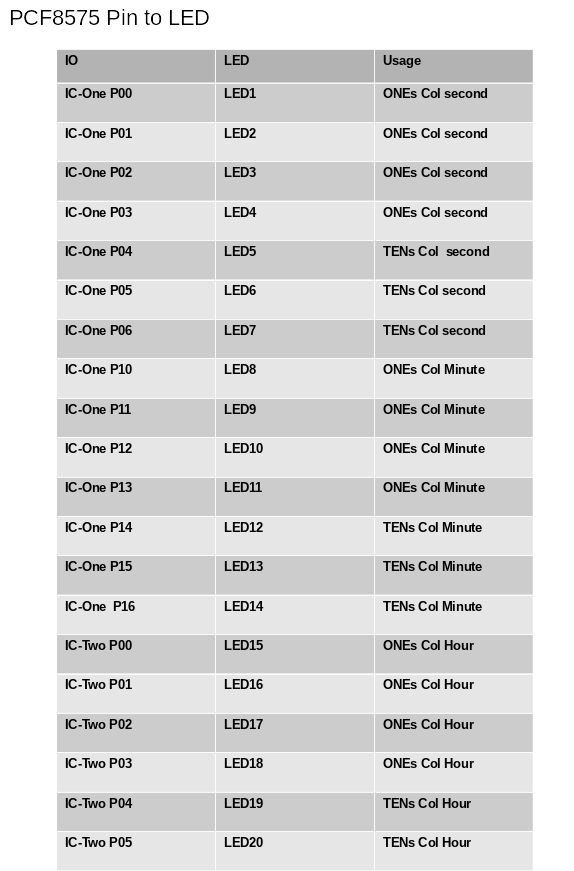 PCF8575 Pin to LED
IO LED Usage
IC-One P00 LED1 ONEs Col second
IC-One P01 LED2 ONEs Col second
IC-One P02 LED3 ONEs Col second
IC-One P03 LED4 ONEs Col second
IC-One P04 LED5 TENs Col  second
IC-One P05 LED6 TENs Col second
IC-One P06 LED7 TENs Col second
IC-One P10 LED8 ONEs Col Minute
IC-One P11 LED9 ONEs Col Minute
IC-One P12 LED10 ONEs Col Minute
IC-One P13 LED11 ONEs Col Minute
IC-One P14 LED12 TENs Col Minute
IC-One P15 LED13 TENs Col Minute
IC-One  P16 LED14 TENs Col Minute
IC-Two P00 LED15 ONEs Col Hour
IC-Two P01 LED16 ONEs Col Hour
IC-Two P02 LED17 ONEs Col Hour
IC-Two P03 LED18 ONEs Col Hour
IC-Two P04 LED19 TENs Col Hour
IC-Two P05 LED20 TENs Col Hour